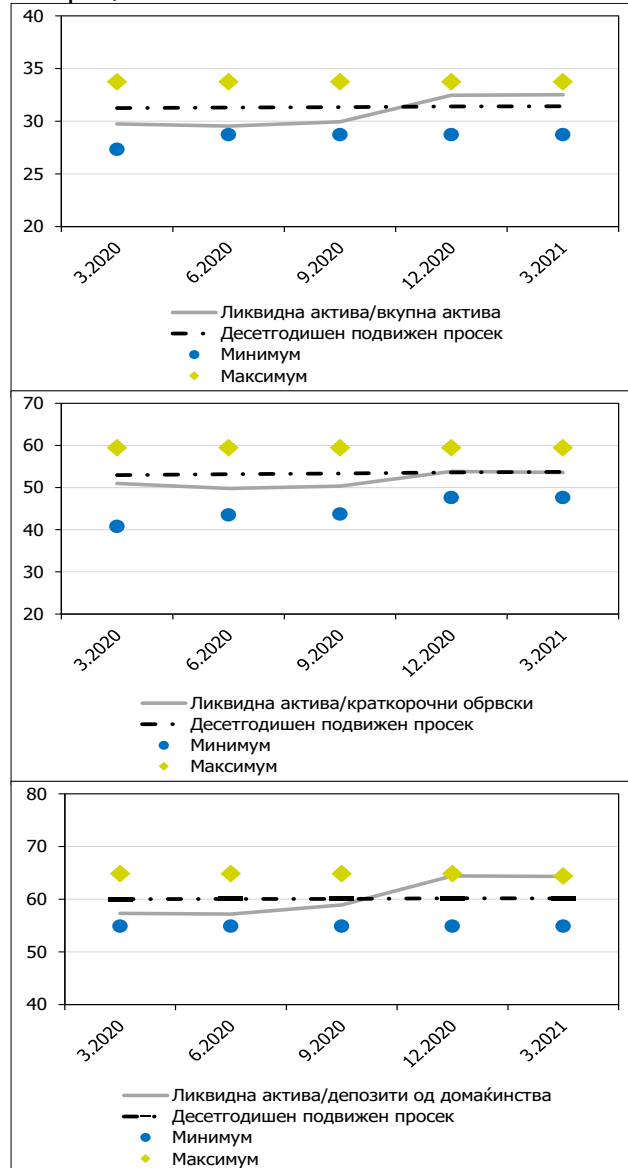 40
35
30
25
20
3.2020
6.2020
9.2020
12.2020
3.2021
Ликвидна актива/вкупна актива
Десетгодишен подвижен просек
Минимум
Максимум
70
60
50
40
30
20
3.2020
6.2020
9.2020
12.2020
3.2021
Ликвидна актива/краткорочни обрвски
Десетгодишен подвижен просек
Минимум
Максимум
80
70
60
50
40
3.2020
6.2020
9.2020
12.2020
3.2021
Ликвидна актива/депозити од домаќинства
Десетгодишен подвижен просек
Минимум
Максимум